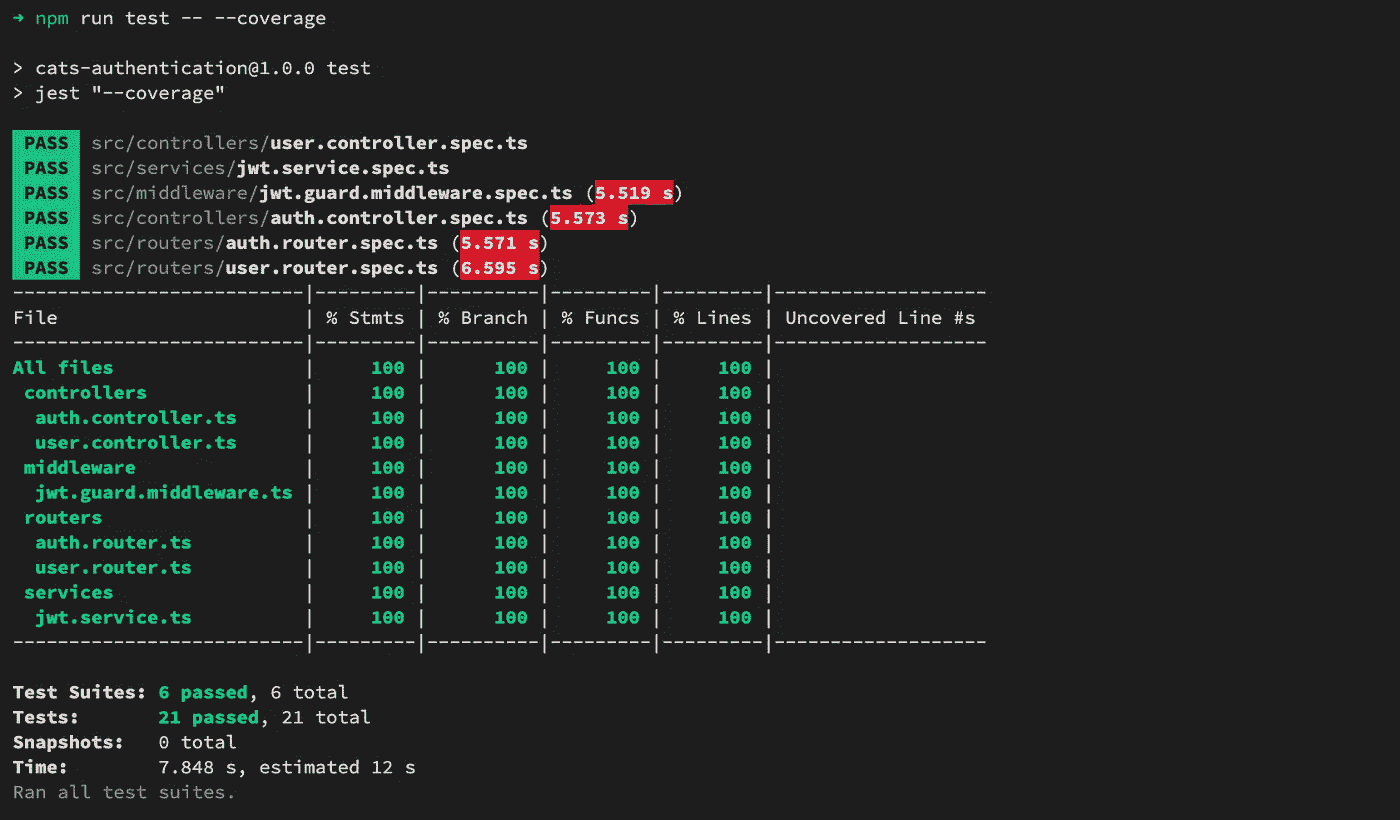 ➜ npm run test -- --coverage
> cats-authentication@1.0.0 test
> jest "--coverage"
PASS src/controllers/user.controller.spec.ts
PASS src/services/jwt.service.spec.ts
PASS src/middleware/jwt.guard.middleware.spec.ts (5.519 s)
PASS src/controllers/auth.controller.spec.ts (5.573 s)
PASS src/routers/auth.router.spec.ts (5.571 s)
PASS src/routers/user.router.spec.ts (6.595 s)
--------------------------|---------|----------|---------|---------|-------------------
File                      | % Stmts | % Branch | % Funcs | % Lines | Uncovered Line #s
--------------------------|---------|----------|---------|---------|-------------------
All files                 |     100 |      100 |     100 |     100 |
 controllers              |     100 |      100 |     100 |     100 |
  auth.controller.ts      |     100 |      100 |     100 |     100 |
  user.controller.ts      |     100 |      100 |     100 |     100 |
 middleware               |     100 |      100 |     100 |     100 |
  jwt.guard.middleware.ts |     100 |      100 |     100 |     100 |
 routers                  |     100 |      100 |     100 |     100 |
  auth.router.ts          |     100 |      100 |     100 |     100 |
  user.router.ts          |     100 |      100 |     100 |     100 |
 services                 |     100 |      100 |     100 |     100 |
  jwt.service.ts          |     100 |      100 |     100 |     100 |
--------------------------|---------|----------|---------|---------|-------------------
Test Suites: 6 passed, 6 total
Tests:       21 passed, 21 total
Snapshots:   0 total
Time:        7.848 s, estimated 12 s
Ran all test suites.